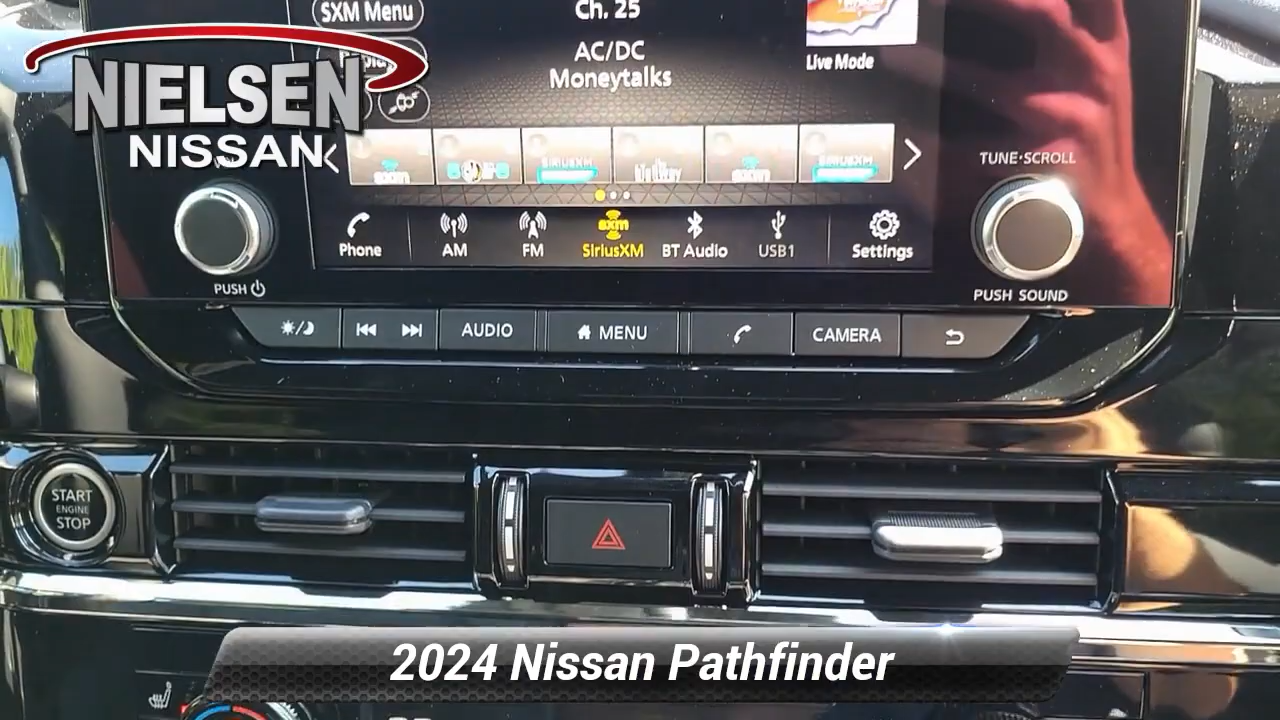 SXM Menu
Ch. 25
AC/DC
Moneytalks
Live Mode
NIELSEN
NISSAN
TUNE·SCROLL
Phone
AM
FM
sxm
SiriusXM
BT Audio
USB1
Settings
PUSH
PUSH SOUND
AUDIO
MENU
CAMERA
START
ENGINE
STOP
2024 Nissan Pathfinder